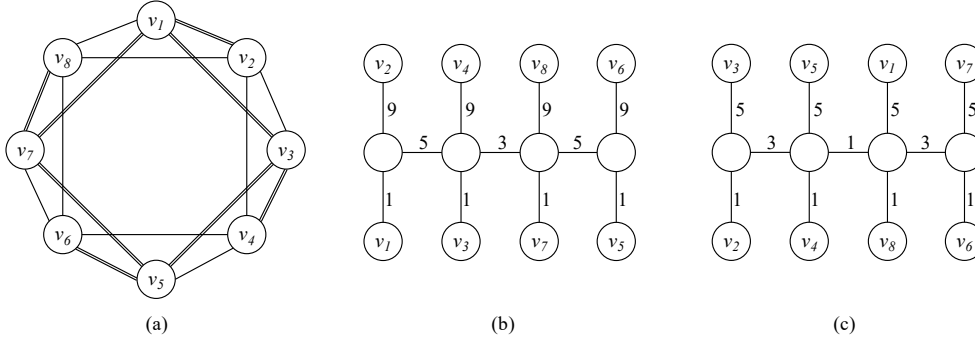 v1
v8 v2
v7 v3
v6 v4
v5
(a)
v2 v4 v8 v6
9 9 9 9
5 3 5
1 1 1 1
v1 v3 v7 v5
(b)
v3 v5 v1 v7
5 5 5 5
3 1 3
1 1 1 1
v2 v4 v8 v6
(c)